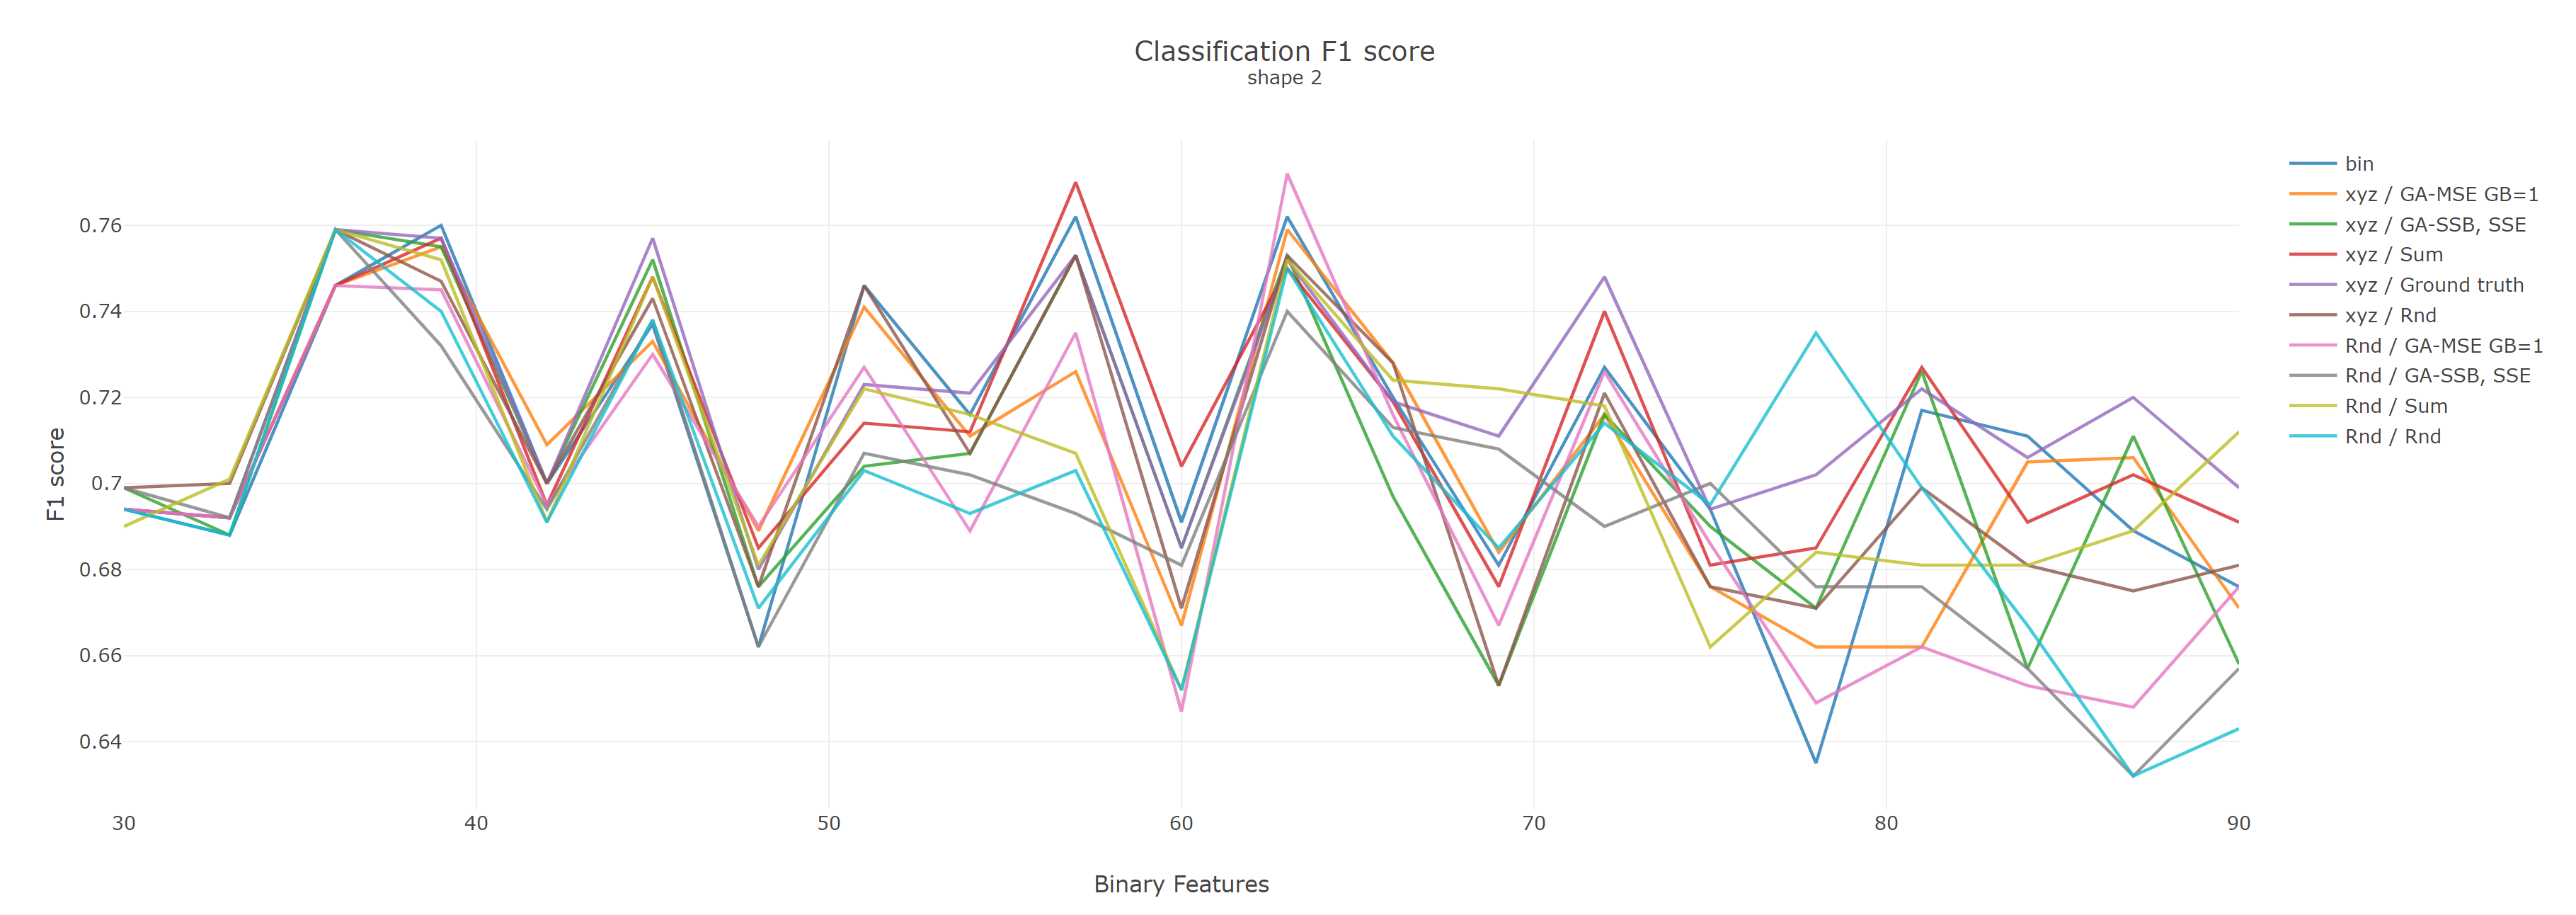 Classification F1 score
shape 2
F1 score
0.76
0.74
0.72
0.7
0.68
0.66
0.64
30
40
50
60
70
80
90
Binary Features
bin
xyz / GA-MSE GB=1
xyz / GA-SSB, SSE
xyz / Sum
xyz / Ground truth
xyz / Rnd
Rnd / GA-MSE GB=1
Rnd / GA-SSB, SSE
Rnd / Sum
Rnd / Rnd